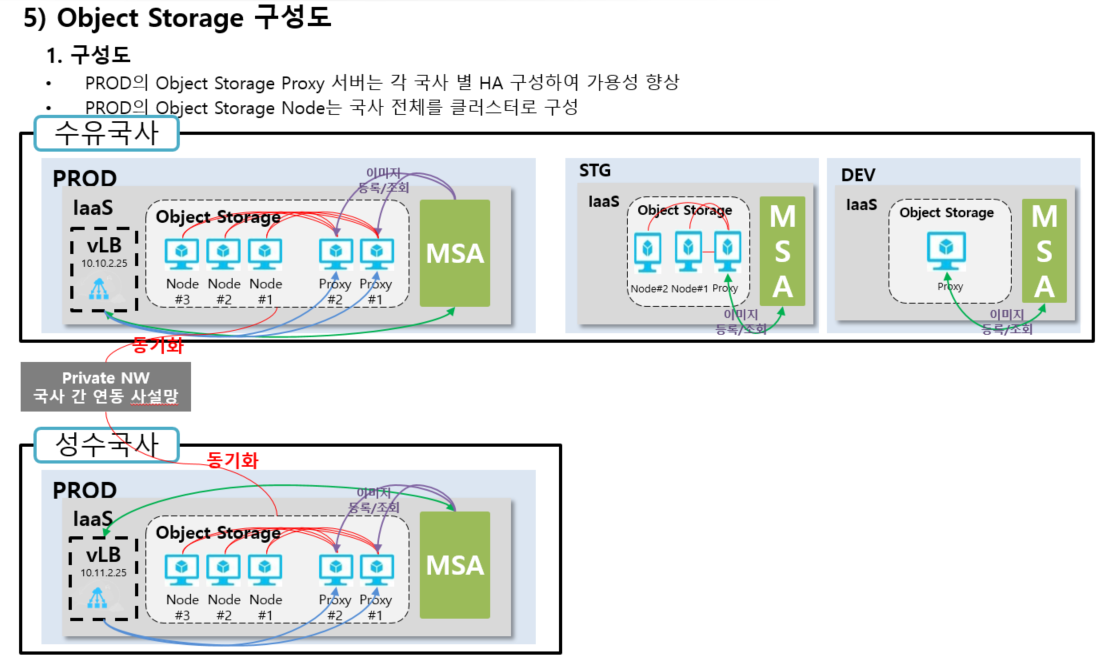 5) Object Storage 구성도
1. 구성도
• PROD의 Object Storage Proxy 서버는 각 국사 별 HA 구성하여 가용성 향상
• PROD의 Object Storage Node는 국사 전체를 클러스터로 구성
수유국사
PROD
IaaS
vLB
10.10.2.25
Object Storage
Node #3
Node #2
Node #1
Proxy #2
Proxy #1
이미지
등록/조회
MSA
STG
IaaS
Object Storage
Node#2 Node#1 Proxy
MSA
이미지
등록/조회
DEV
IaaS
Object Storage
Proxy
MSA
이미지
등록/조회
동기화
Private NW
국사 간 연동 사설망
성수국사
동기화
PROD
IaaS
vLB
10.11.2.25
Object Storage
Node #3
Node #2
Node #1
Proxy #2
Proxy #1
이미지
등록/조회
MSA